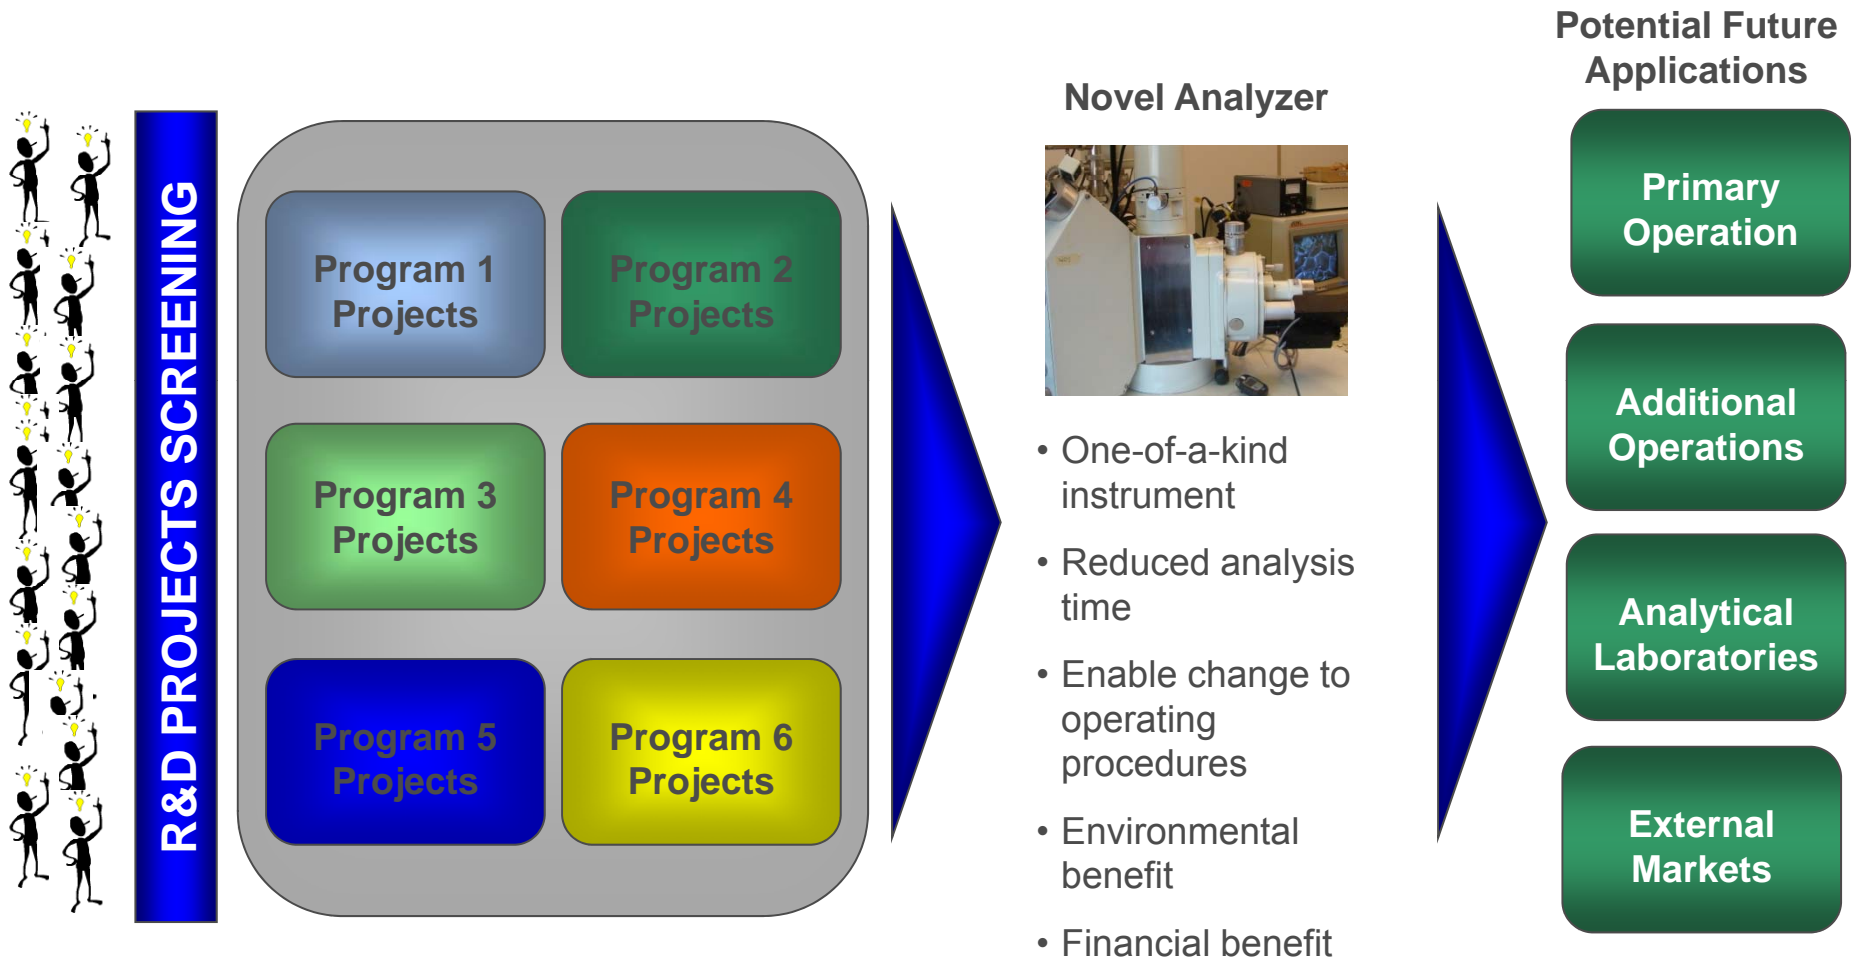 R&D PROJECTS SCREENING
Program 1
Projects
Program 2
Projects
Program 3
Projects
Program 4
Projects
Program 5
Projects
Program 6
Projects
Novel Analyzer
• One-of-a-kind
instrument
• Reduced analysis
time
• Enable change to
operating
procedures
• Environmental
benefit
• Financial benefit
Potential Future
Applications
Primary
Operation
Additional
Operations
Analytical
Laboratories
External
Markets